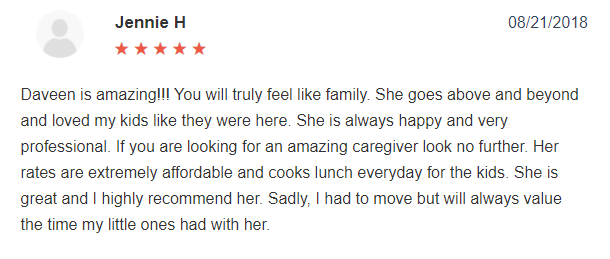 Jennie H
08/21/2018
Daveen is amazing!!! You will truly feel like family. She goes above and beyond
and loved my kids like they were here. She is always happy and very
professional. If you are looking for an amazing caregiver look no further. Her
rates are extremely affordable and cooks lunch everyday for the kids. She is
great and I highly recommend her. Sadly, I had to move but will always value
the time my little ones had with her.